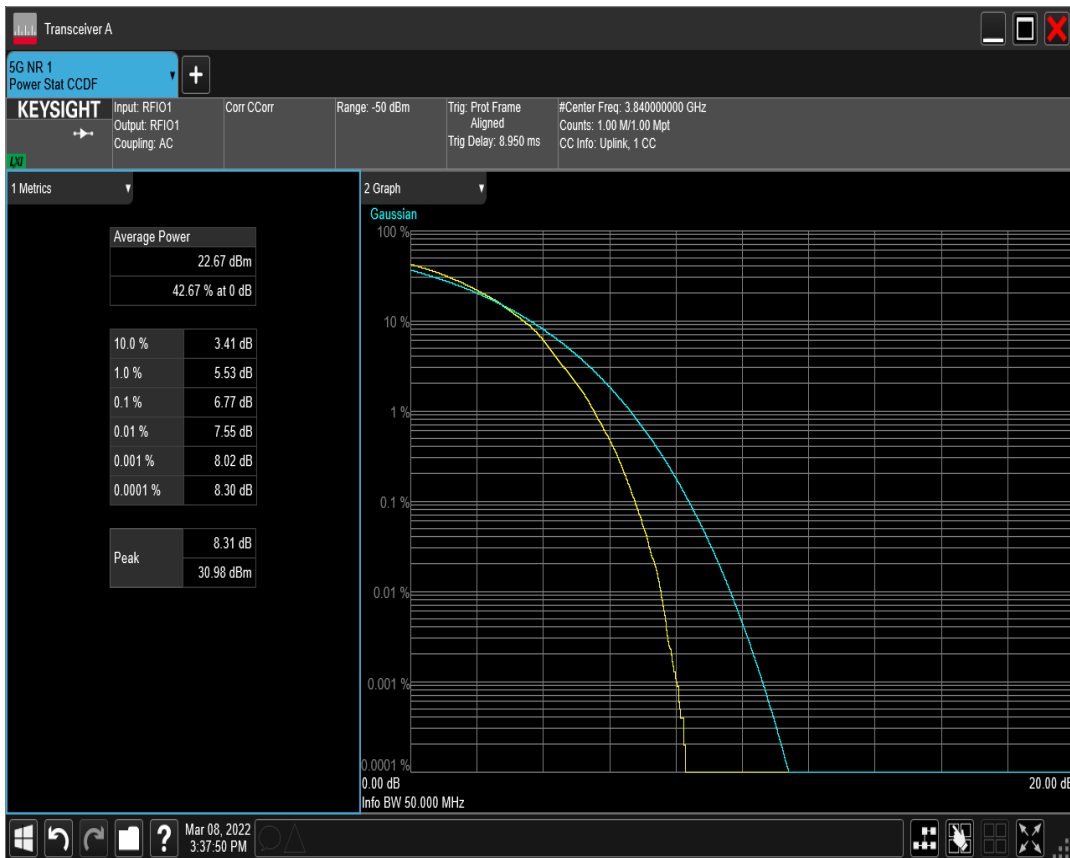 Transceiver A
5G NR 1
Power Stat CCDF
+
KEYSIGHT
LXI
Input: RFIO1
Output: RFIO1
Coupling: AC
Corr CCorr
Range: -50 dBm
Trig: Prot Frame
Aligned
Trig Delay: 8.950 ms
#Center Freq: 3.840000000 GHz
Counts: 1.00 M/1.00 Mpt
CC Info: Uplink, 1 CC
1 Metrics
Average Power
22.67 dBm
42.67 % at 0 dB
10.0 % 3.41 dB
1.0 % 5.53 dB
0.1 % 6.77 dB
0.01 % 7.55 dB
0.001 % 8.02 dB
0.0001 % 8.30 dB
Peak
8.31 dB
30.98 dBm
2 Graph
Gaussian
100 %
10 %
1 %
0.1 %
0.01 %
0.001 %
0.0001 %
0.00 dB 20.00 dB
Info BW 50.000 MHz
?
Mar 08, 2022
3:37:50 PM